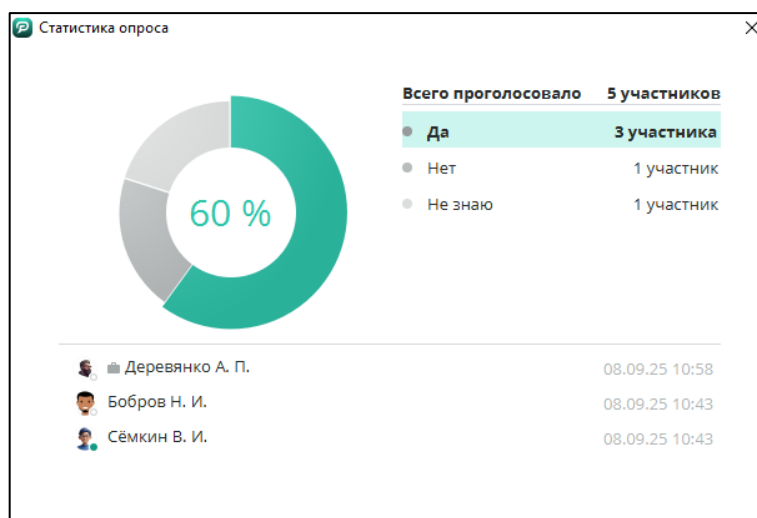 Статистика опроса
Всего проголосовало 5 участников
Да 3 участника
Нет 1 участник
Не знаю 1 участник
60 %
Деревянко А. П. 08.09.25 10:58
Бобров Н. И. 08.09.25 10:43
Сёмкин В. И. 08.09.25 10:43